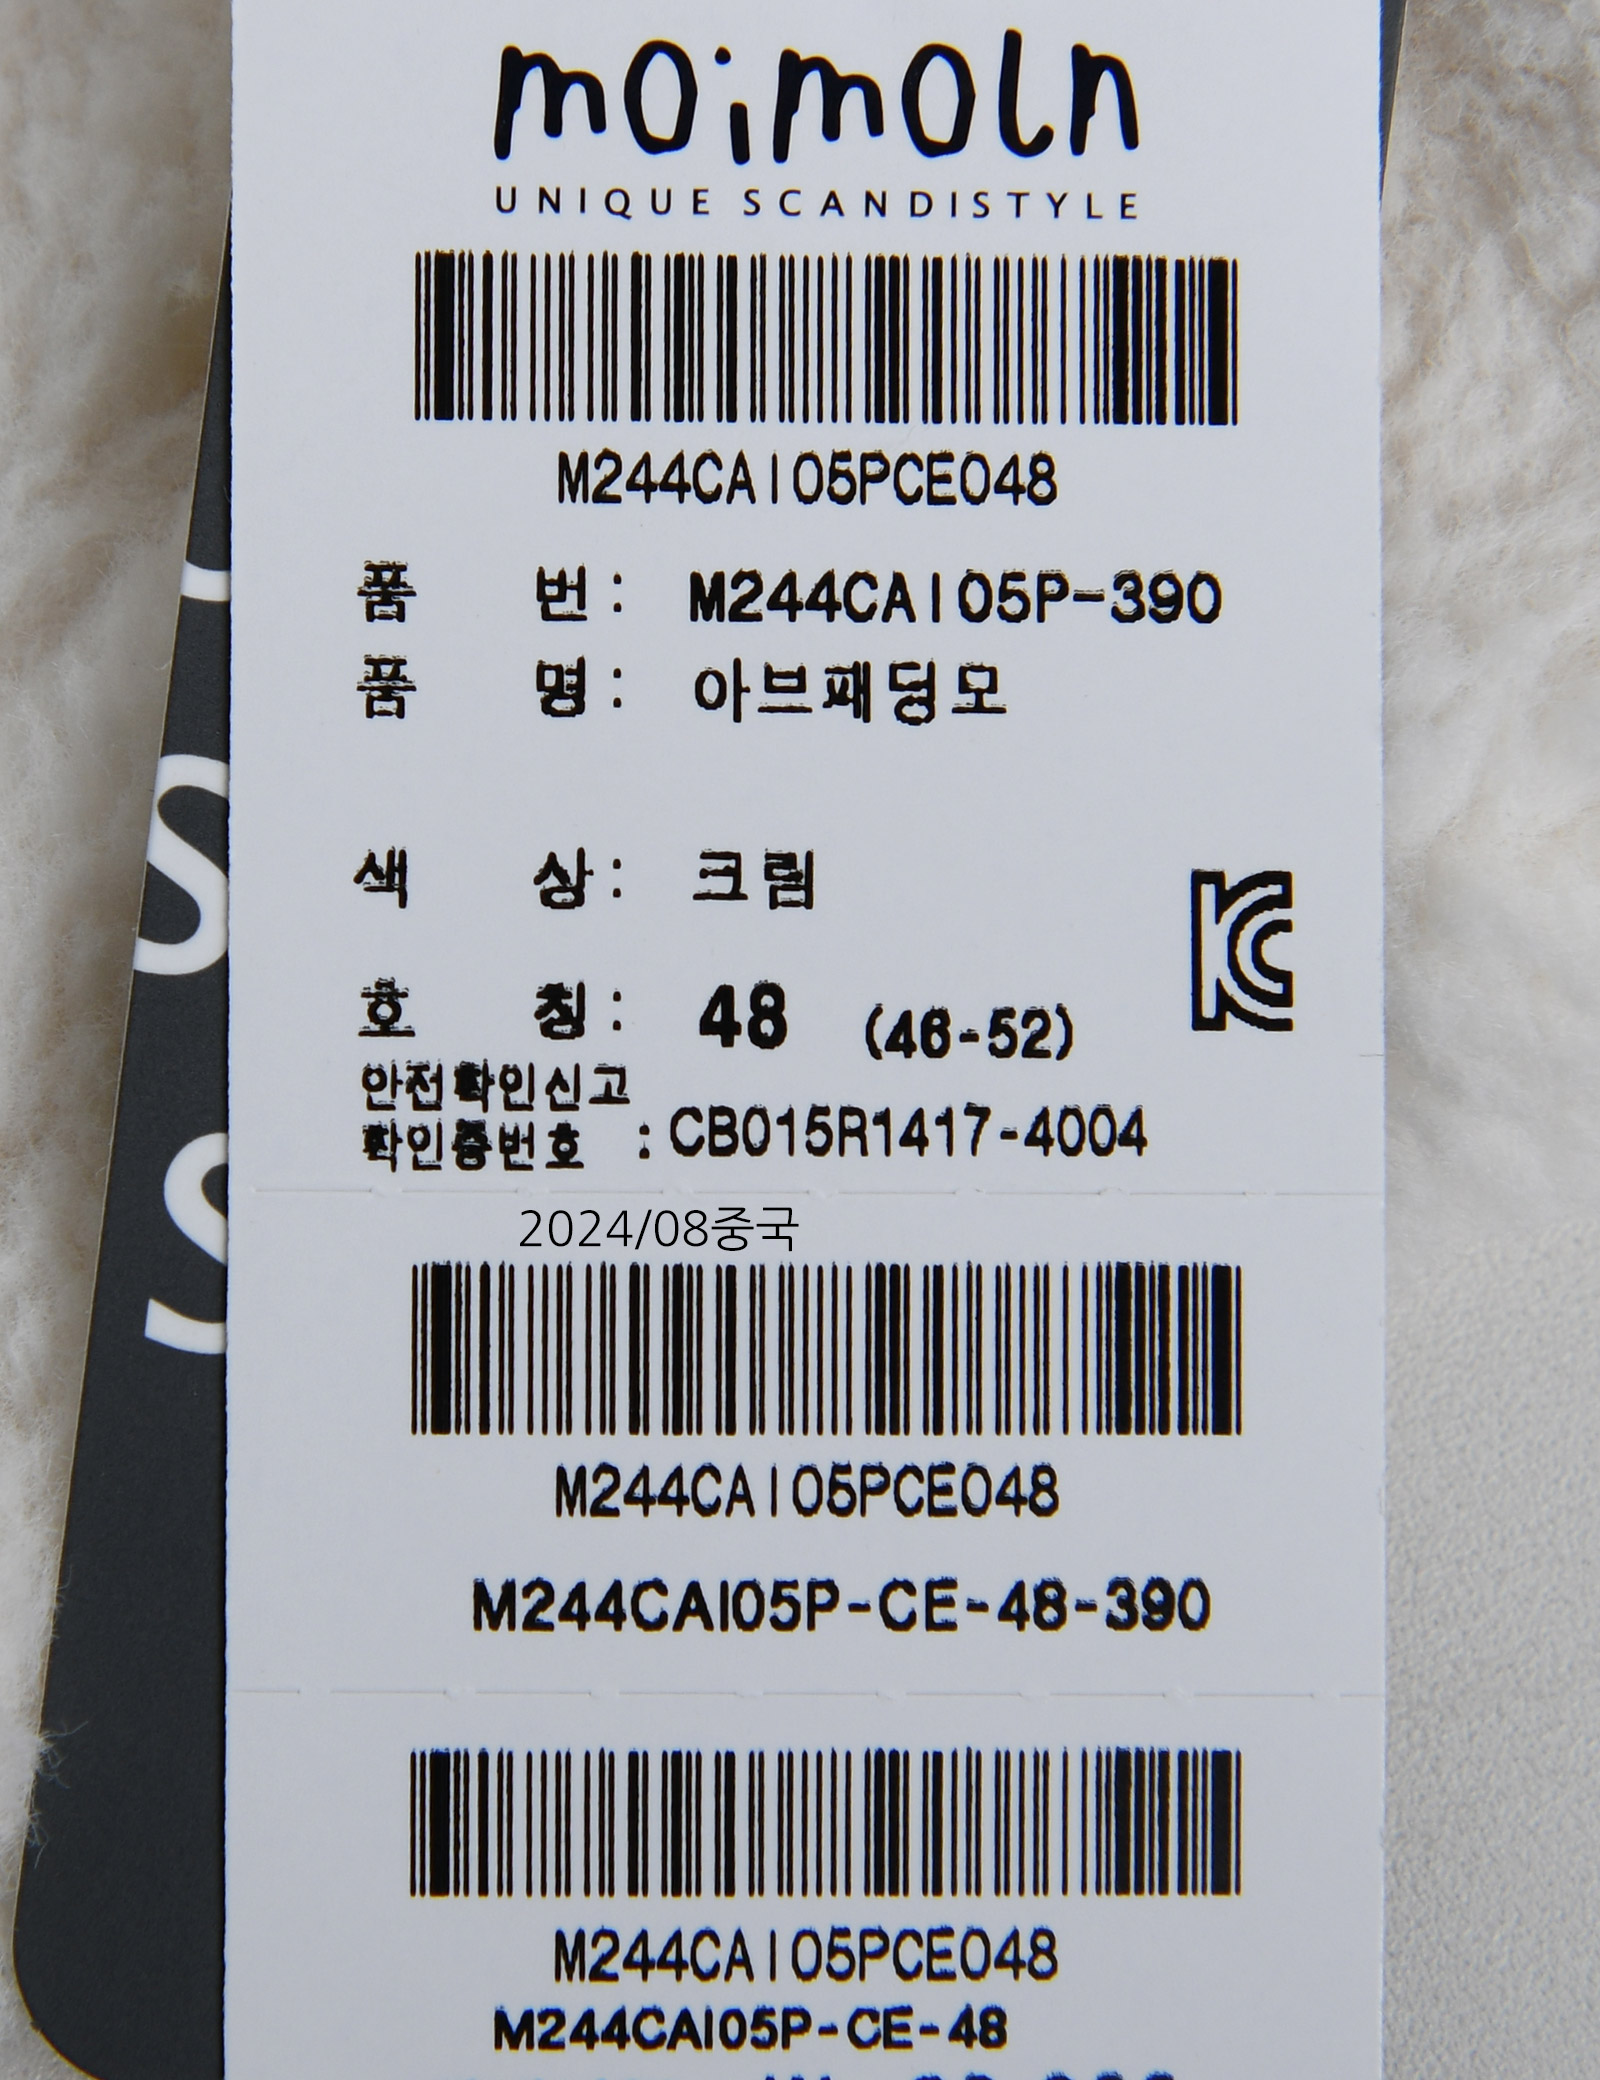 moimoln
UNIQUE SCANDISTYLE
M244CAI05PCE048
품 번 : M244CAI05P-390
품 명 : 아브패딩모
색 상 : 크림
호 칭 : 48 (46-52)
안전확인신고
확인증번호 : CB015R1417-4004
2024/08중국
M244CAI05PCE048
M244CAI05P-CE-48-390
M244CAI05PCE048
M244CAI05P-CE-48